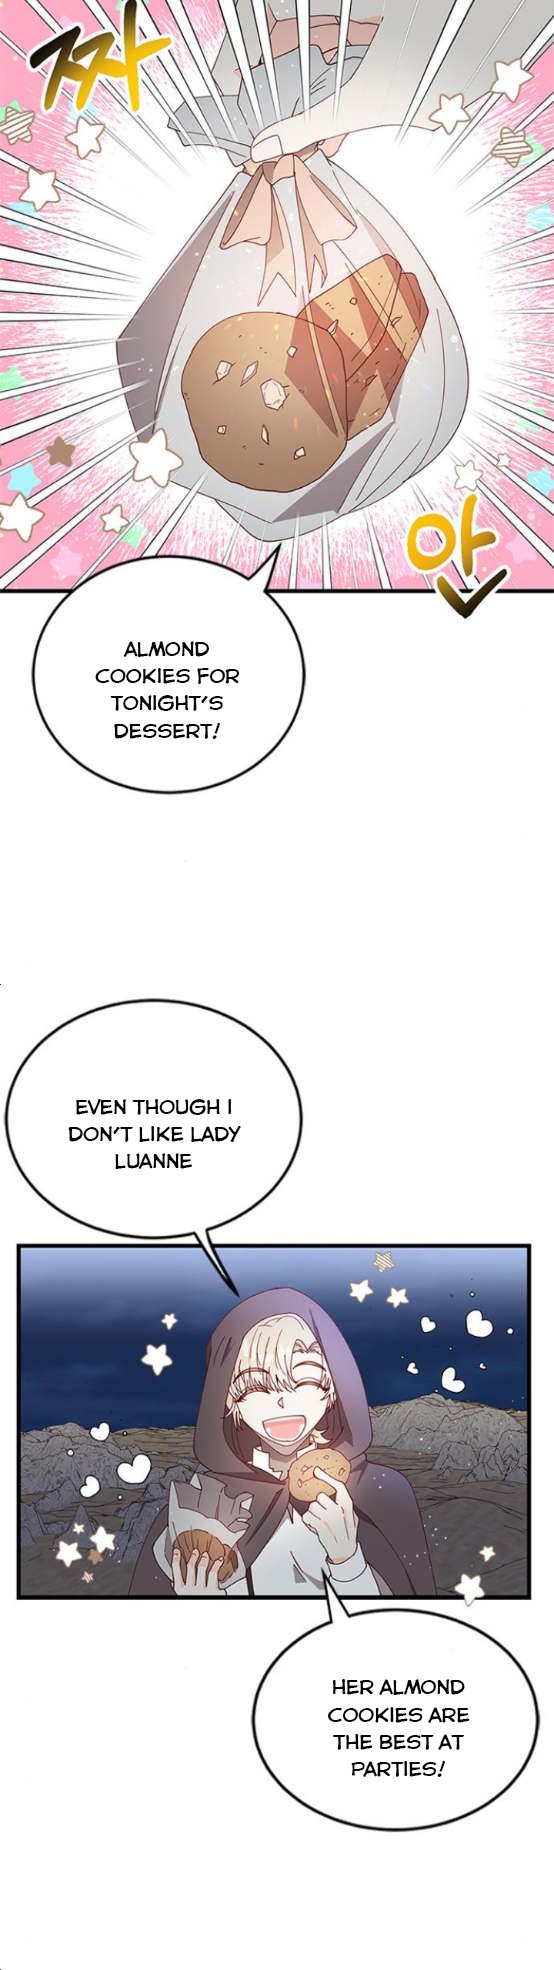 짜
안
ALMOND
COOKIES FOR
TONIGHT'S
DESSERT!
EVEN THOUGH I
DON'T LIKE LADY
LUANNE
HER ALMOND
COOKIES ARE
THE BEST AT
PARTIES!